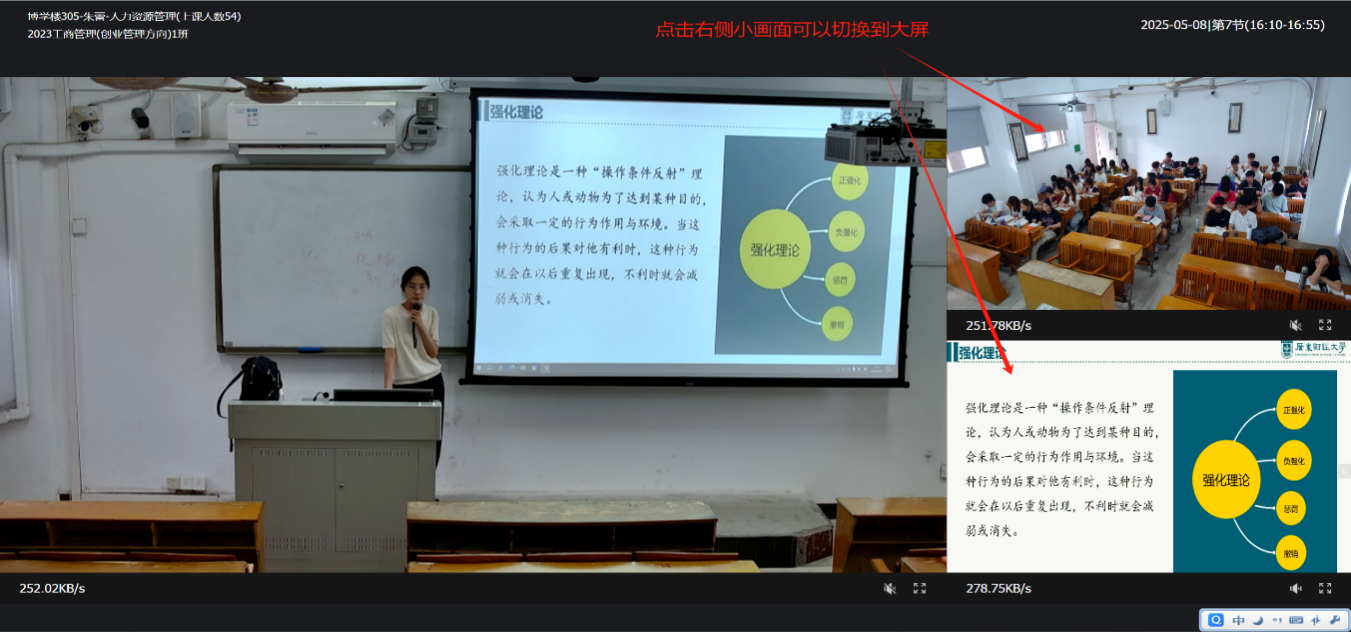 博学楼305-朱蕾-人力资源管理(上课人数54)
2023工商管理(创业管理方向)1班
点击右侧小画面可以切换到大屏
2025-05-08|第7节(16:10-16:55)
强化理论
强化理论是一种“操作条件反射”理
论，认为人或动物为了达到某种目的，
会采取一定的行为作用与环境。当这
种行为的后果对他有利时，这种行为
就会在以后重复出现，不利时就会减
弱或消失。
强化理论
正强化
负强化
惩罚
撤销
252.02KB/s
251.78KB/s
强化理论
广东财经大学
强化理论是一种“操作条件反射”理
论，认为人或动物为了达到某种目的，
会采取一定的行为作用与环境。当这
种行为的后果对他有利时，这种行为
就会在以后重复出现，不利时就会减
弱或消失。
强化理论
正强化
负强化
惩罚
撤销
278.75KB/s
中